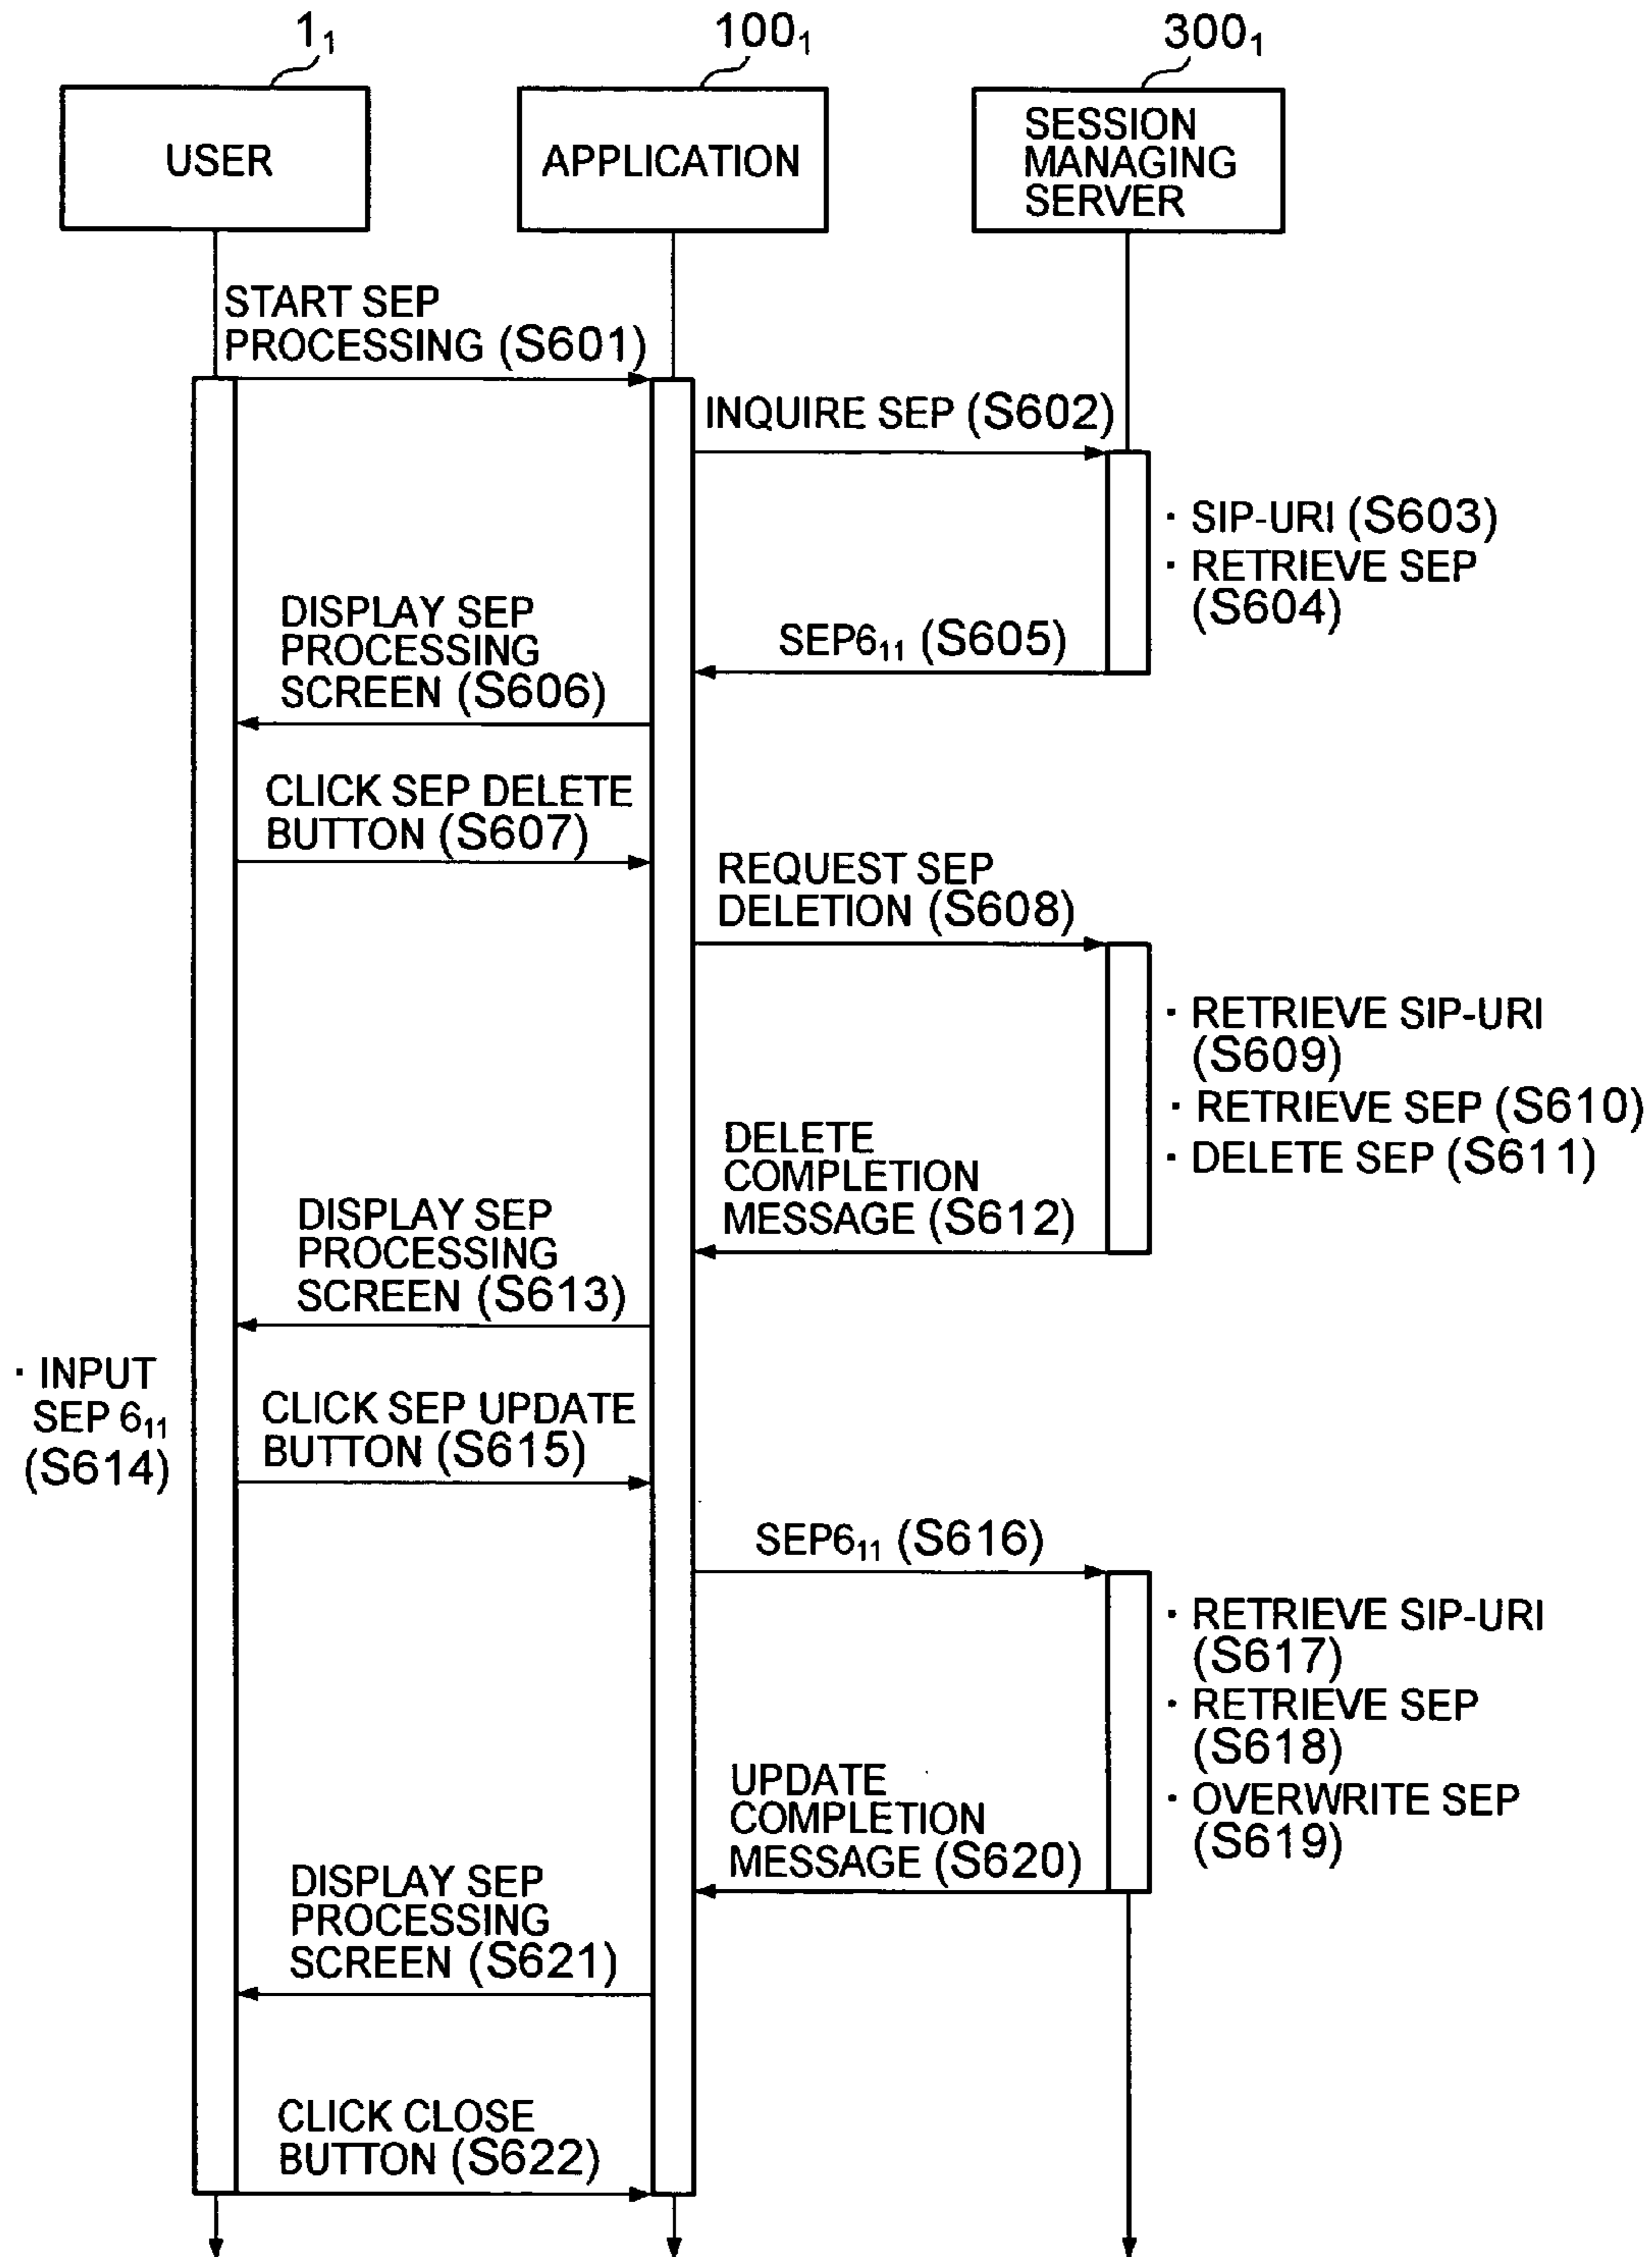 1₁
100₁
300₁
USER
APPLICATION
SESSION
MANAGING
SERVER
START SEP
PROCESSING (S601)
INQUIRE SEP (S602)
· SIP-URI (S603)
· RETRIEVE SEP
(S604)
SEP6₁₁ (S605)
DISPLAY SEP
PROCESSING
SCREEN (S606)
CLICK SEP DELETE
BUTTON (S607)
REQUEST SEP
DELETION (S608)
· RETRIEVE SIP-URI
(S609)
· RETRIEVE SEP (S610)
· DELETE SEP (S611)
DELETE
COMPLETION
MESSAGE (S612)
DISPLAY SEP
PROCESSING
SCREEN (S613)
· INPUT
SEP 6₁₁
(S614)
CLICK SEP UPDATE
BUTTON (S615)
SEP6₁₁ (S616)
· RETRIEVE SIP-URI
(S617)
· RETRIEVE SEP
(S618)
· OVERWRITE SEP
(S619)
UPDATE
COMPLETION
MESSAGE (S620)
DISPLAY SEP
PROCESSING
SCREEN (S621)
CLICK CLOSE
BUTTON (S622)